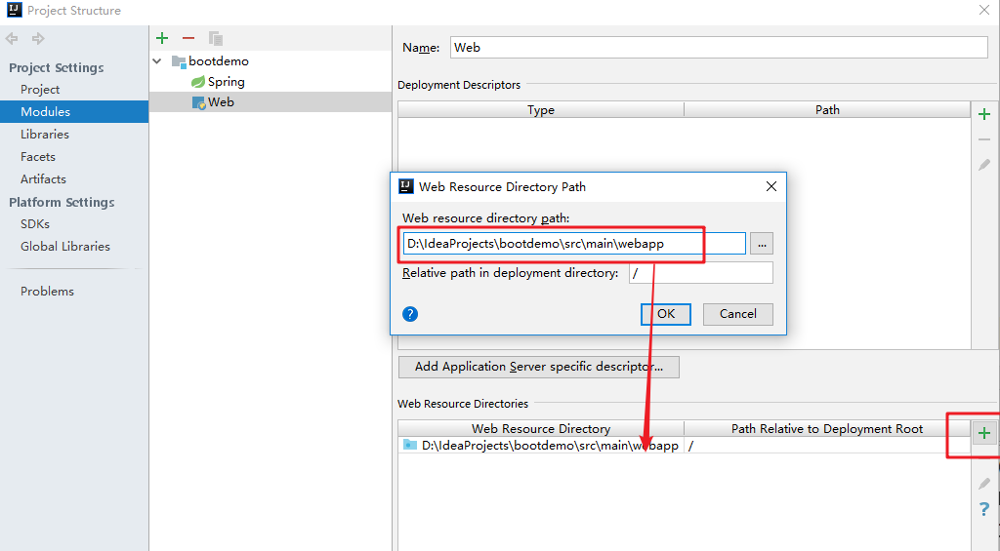 Project Structure
Project Settings
Project
Modules
Libraries
Facets
Artifacts
Platform Settings
SDKs
Global Libraries
Problems
bootdemo
Spring
Web
Name: Web
Deployment Descriptors
Type Path
Web Resource Directory Path
Web resource directory path:
D:\IdeaProjects\bootdemo\src\main\webapp ...
Relative path in deployment directory: /
? OK Cancel
Add Application Server specific descriptor...
Web Resource Directories
Web Resource Directory Path Relative to Deployment Root
D:\IdeaProjects\bootdemo\src\main\webapp /
?